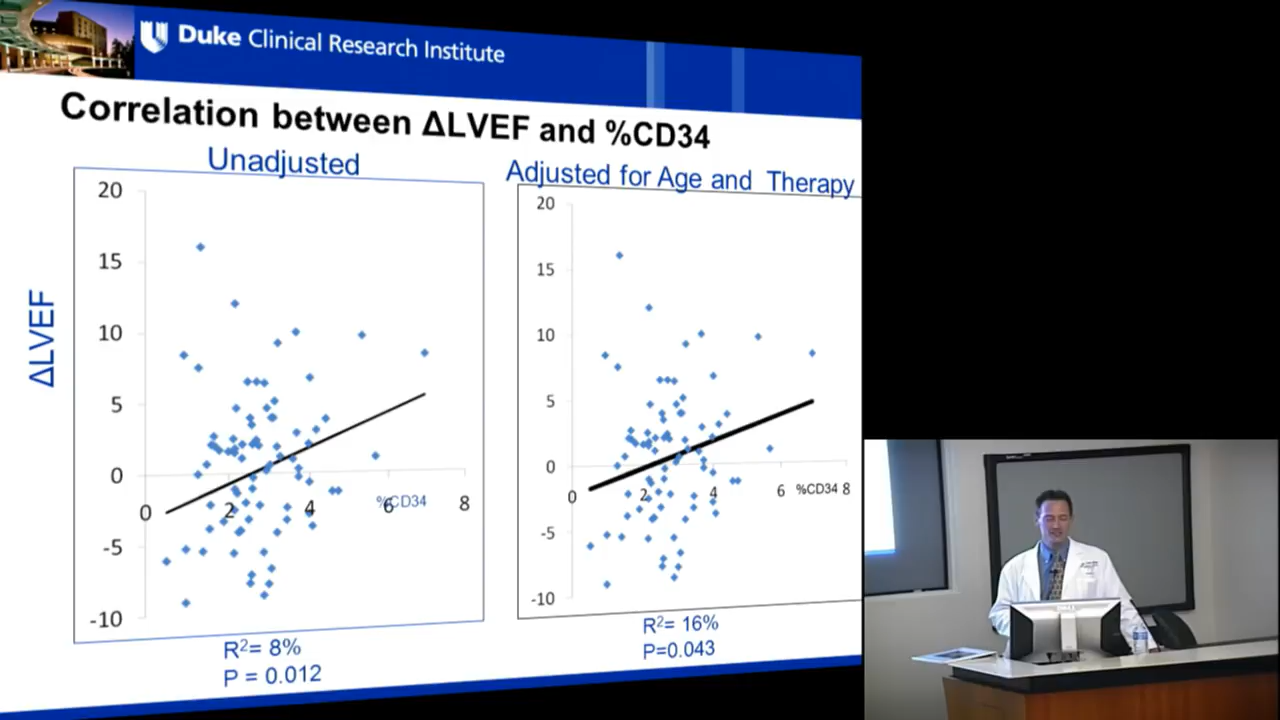 Duke Clinical Research Institute
Correlation between ΔLVEF and %CD34
Unadjusted
Adjusted for Age and Therapy
ΔLVEF
20
15
10
5
0
-5
-10
0
2
4
6
8
%CD34
20
15
10
5
0
-5
-10
0
2
4
6
%CD34 8
R²= 8%
P = 0.012
R²= 16%
P=0.043